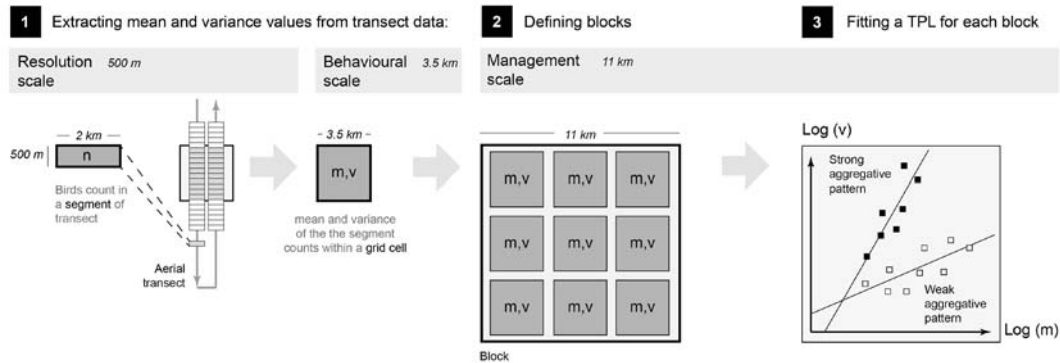 1 Extracting mean and variance values from transect data:
2 Defining blocks
3 Fitting a TPL for each block
Resolution 500 m
scale
Behavioural 3.5 km
scale
Management 11 km
scale
2 km
500 m
n
Birds count in
a segment of
transect
Aerial
transect
3.5 km
m,v
mean and variance
of the the segment
counts within a grid cell
11 km
m,v m,v m,v
m,v m,v m,v
m,v m,v m,v
Block
Log (v)
Strong
aggregative
pattern
Weak
aggregative
pattern
Log (m)